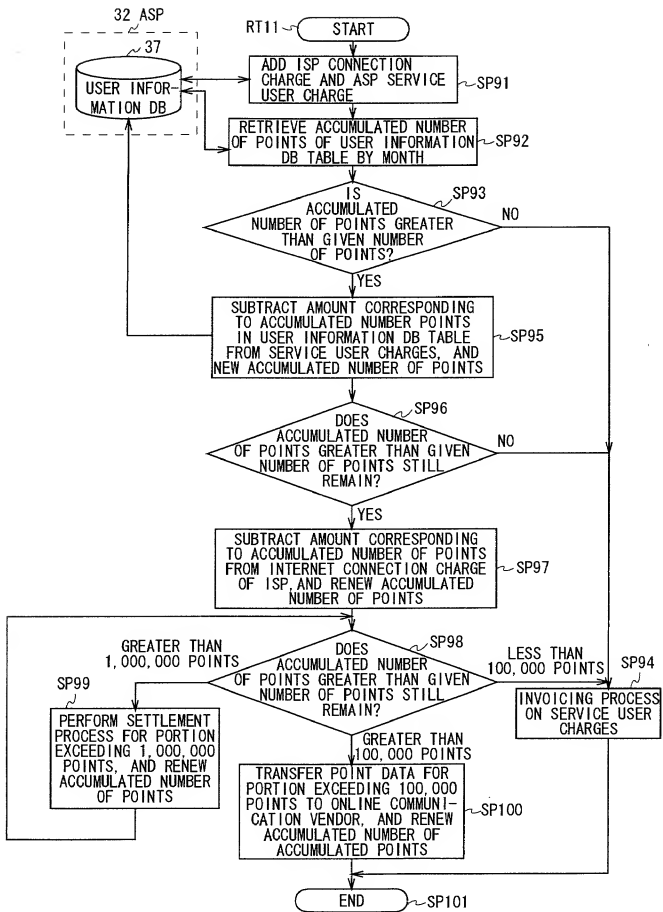 32 ASP
37
USER INFOR-
MATION DB
RT11
START
ADD ISP CONNECTION
CHARGE AND ASP SERVICE
USER CHARGE
SP91
RETRIEVE ACCUMULATED NUMBER
OF POINTS OF USER INFORMATION
DB TABLE BY MONTH
SP92
IS
ACCUMULATED
NUMBER OF POINTS GREATER
THAN GIVEN NUMBER
OF POINTS?
SP93
NO
YES
SUBTRACT AMOUNT CORRESPONDING
TO ACCUMULATED NUMBER POINTS
IN USER INFORMATION DB TABLE
FROM SERVICE USER CHARGES, AND
NEW ACCUMULATED NUMBER OF POINTS
SP95
DOES
ACCUMULATED NUMBER
OF POINTS GREATER THAN GIVEN
NUMBER OF POINTS STILL
REMAIN?
SP96
NO
YES
SUBTRACT AMOUNT CORRESPONDING
TO ACCUMULATED NUMBER OF POINTS
FROM INTERNET CONNECTION CHARGE
OF ISP, AND RENEW ACCUMULATED
NUMBER OF POINTS
SP97
GREATER THAN
1,000,000 POINTS
DOES
ACCUMULATED NUMBER
OF POINTS GREATER THAN GIVEN
NUMBER OF POINTS STILL
REMAIN?
SP98
LESS THAN
100,000 POINTS
SP94
INVOICING PROCESS
ON SERVICE USER
CHARGES
SP99
PERFORM SETTLEMENT
PROCESS FOR PORTION
EXCEEDING 1,000,000
POINTS, AND RENEW
ACCUMULATED NUMBER
OF POINTS
GREATER THAN
100,000 POINTS
TRANSFER POINT DATA FOR
PORTION EXCEEDING 100,000
POINTS TO ONLINE COMMUNI-
CATION VENDOR, AND RENEW
ACCUMULATED NUMBER OF
ACCUMULATED POINTS
SP100
END
SP101